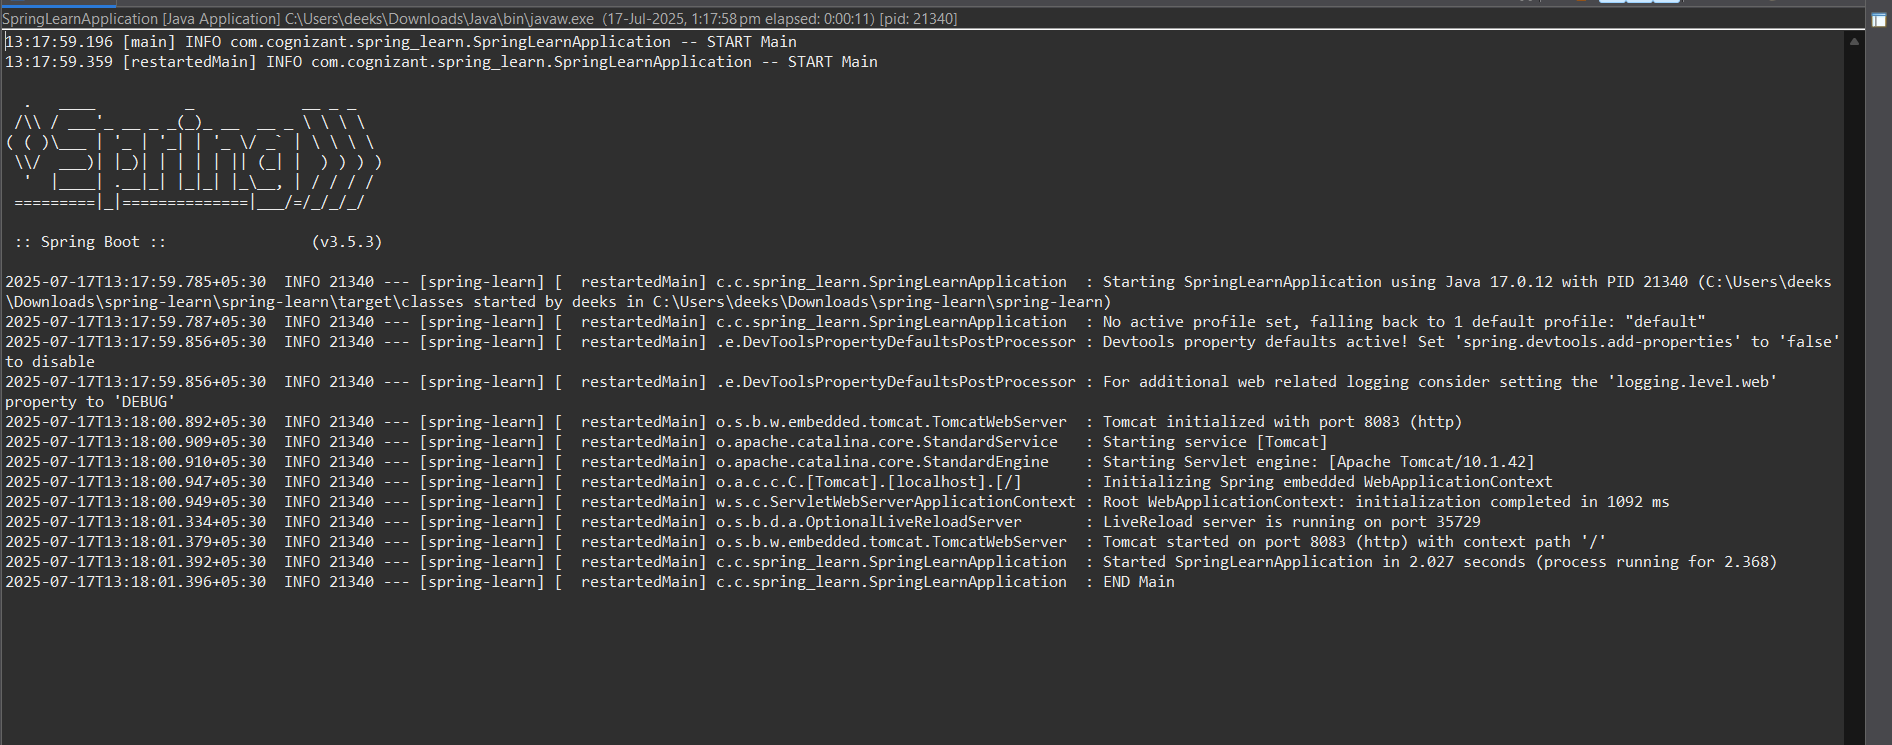 SpringLearnApplication [Java Application] C:\Users\deeks\Downloads\Java\bin\javaw.exe  (17-Jul-2025, 1:17:58 pm elapsed: 0:00:11) [pid: 21340]
13:17:59.196 [main] INFO com.cognizant.spring_learn.SpringLearnApplication -- START Main
13:17:59.359 [restartedMain] INFO com.cognizant.spring_learn.SpringLearnApplication -- START Main
  .   ____          _            __ _ _
 /\\ / ___'_ __ _ _(_)_ __  __ _ \ \ \ \
( ( )\___ | '_ | '_| | '_ \/ _` | \ \ \ \
 \\/  ___)| |_)| | | | | || (_| |  ) ) ) )
  '  |____| .__|_| |_|_| |_\__, | / / / /
 =========|_|==============|___/=/_/_/_/
 :: Spring Boot ::                (v3.5.3)
2025-07-17T13:17:59.785+05:30  INFO 21340 --- [spring-learn] [  restartedMain] c.c.spring_learn.SpringLearnApplication  : Starting SpringLearnApplication using Java 17.0.12 with PID 21340 (C:\Users\deeks
\Downloads\spring-learn\spring-learn\target\classes started by deeks in C:\Users\deeks\Downloads\spring-learn\spring-learn)
2025-07-17T13:17:59.787+05:30  INFO 21340 --- [spring-learn] [  restartedMain] c.c.spring_learn.SpringLearnApplication  : No active profile set, falling back to 1 default profile: "default"
2025-07-17T13:17:59.856+05:30  INFO 21340 --- [spring-learn] [  restartedMain] .e.DevToolsPropertyDefaultsPostProcessor : Devtools property defaults active! Set 'spring.devtools.add-properties' to 'false'
to disable
2025-07-17T13:17:59.856+05:30  INFO 21340 --- [spring-learn] [  restartedMain] .e.DevToolsPropertyDefaultsPostProcessor : For additional web related logging consider setting the 'logging.level.web'
property to 'DEBUG'
2025-07-17T13:18:00.892+05:30  INFO 21340 --- [spring-learn] [  restartedMain] o.s.b.w.embedded.tomcat.TomcatWebServer  : Tomcat initialized with port 8083 (http)
2025-07-17T13:18:00.909+05:30  INFO 21340 --- [spring-learn] [  restartedMain] o.apache.catalina.core.StandardService   : Starting service [Tomcat]
2025-07-17T13:18:00.910+05:30  INFO 21340 --- [spring-learn] [  restartedMain] o.apache.catalina.core.StandardEngine    : Starting Servlet engine: [Apache Tomcat/10.1.42]
2025-07-17T13:18:00.947+05:30  INFO 21340 --- [spring-learn] [  restartedMain] o.a.c.c.C.[Tomcat].[localhost].[/]       : Initializing Spring embedded WebApplicationContext
2025-07-17T13:18:00.949+05:30  INFO 21340 --- [spring-learn] [  restartedMain] w.s.c.ServletWebServerApplicationContext : Root WebApplicationContext: initialization completed in 1092 ms
2025-07-17T13:18:01.334+05:30  INFO 21340 --- [spring-learn] [  restartedMain] o.s.b.d.a.OptionalLiveReloadServer       : LiveReload server is running on port 35729
2025-07-17T13:18:01.379+05:30  INFO 21340 --- [spring-learn] [  restartedMain] o.s.b.w.embedded.tomcat.TomcatWebServer  : Tomcat started on port 8083 (http) with context path '/'
2025-07-17T13:18:01.392+05:30  INFO 21340 --- [spring-learn] [  restartedMain] c.c.spring_learn.SpringLearnApplication  : Started SpringLearnApplication in 2.027 seconds (process running for 2.368)
2025-07-17T13:18:01.396+05:30  INFO 21340 --- [spring-learn] [  restartedMain] c.c.spring_learn.SpringLearnApplication  : END Main